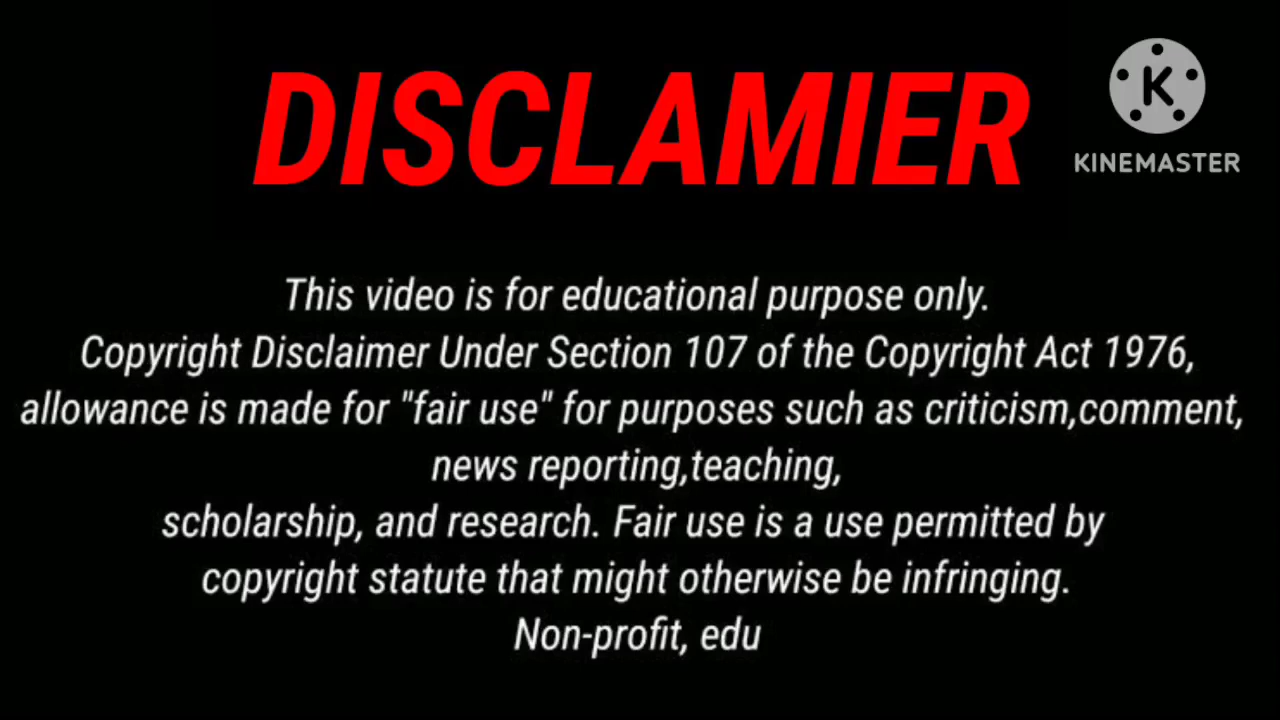 DISCLAMIER
K
KINEMASTER
This video is for educational purpose only.
Copyright Disclaimer Under Section 107 of the Copyright Act 1976,
allowance is made for "fair use" for purposes such as criticism,comment,
news reporting,teaching,
scholarship, and research. Fair use is a use permitted by
copyright statute that might otherwise be infringing.
Non-profit, edu